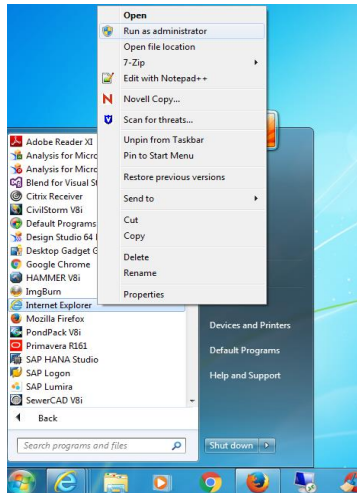 Open
Run as administrator
Open file location
7-Zip
Edit with Notepad++
Novell Copy...
Scan for threats...
Unpin from Taskbar
Pin to Start Menu
Restore previous versions
Send to
Cut
Copy
Delete
Rename
Properties
Adobe Reader XI
Analysis for Micro
Analysis for Micro
Blend for Visual St
Citrix Receiver
CivilStorm V8i
Default Programs
Design Studio 64
Desktop Gadget G
Google Chrome
HAMMER V8i
ImgBurn
Internet Explorer
Mozilla Firefox
PondPack V8i
Primavera R161
SAP HANA Studio
SAP Logon
SAP Lumira
SewerCAD V8i
Back
Search programs and files
Devices and Printers
Default Programs
Help and Support
Shut down